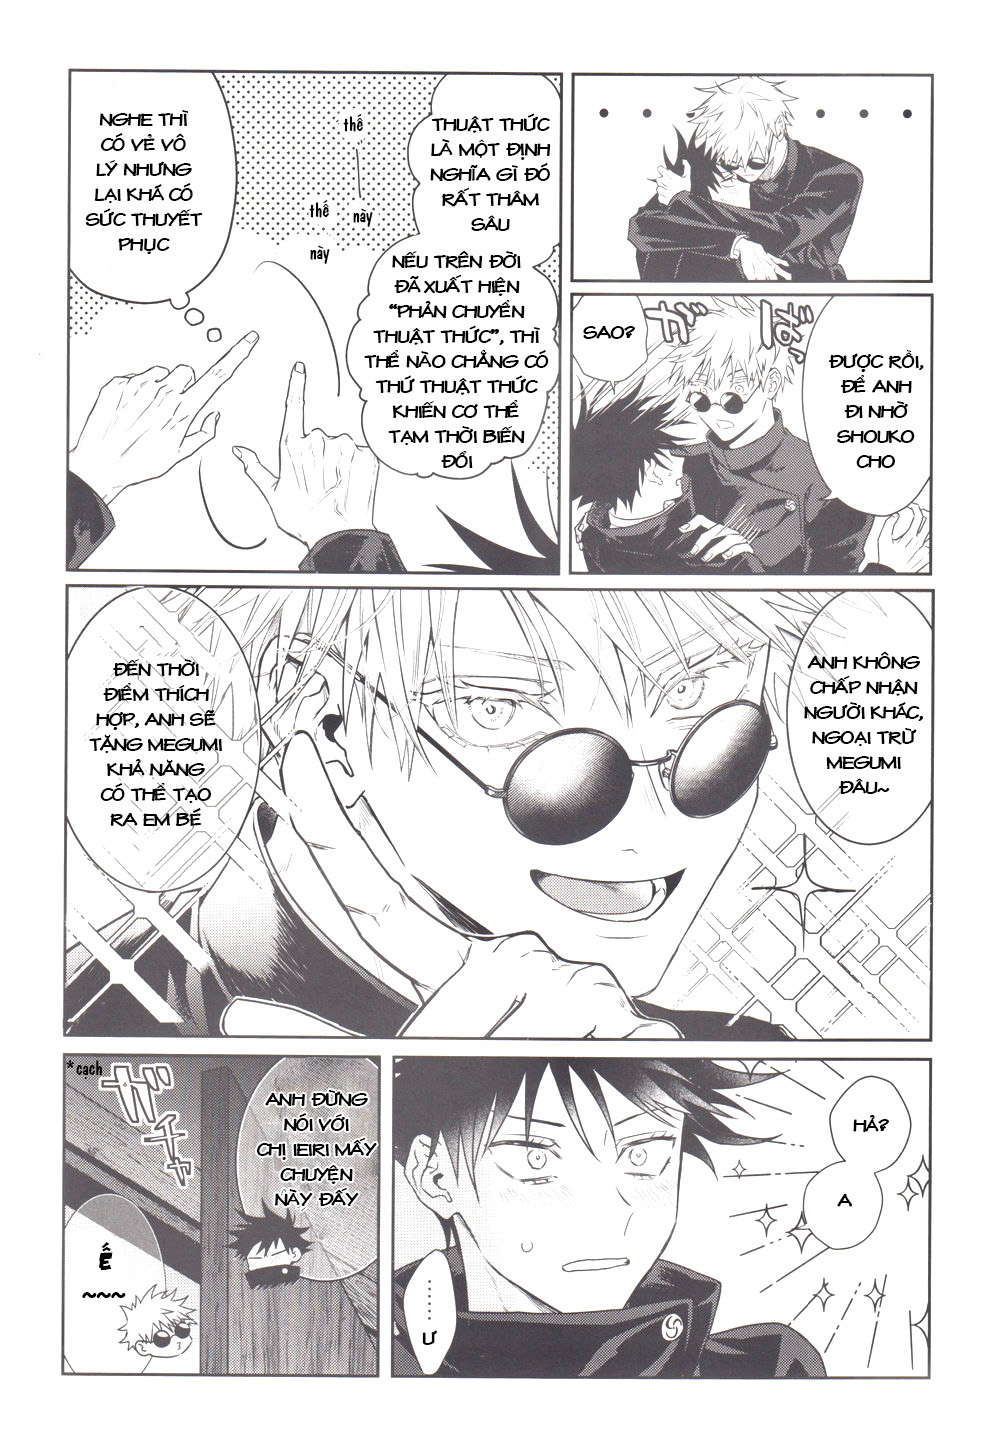 • • • • • • •
ĐƯỢC RỒI,
ĐỂ ANH
ĐI NHỜ
SHOUKO
CHO
SAO?
THUẬT THỨC
LÀ MỘT ĐỊNH
NGHĨA GÌ ĐÓ
RẤT THÂM
SÂU
NẾU TRÊN ĐỜI
ĐÃ XUẤT HIỆN
“PHẢN CHUYỂN
THUẬT THỨC”, THÌ
THỂ NÀO CHẲNG CÓ
THỨ THUẬT THỨC
KHIẾN CƠ THỂ
TẠM THỜI BIẾN
ĐỔI
thế
này
thế
này
NGHE THÌ
CÓ VẺ VÔ
LÝ NHƯNG
LẠI KHÁ CÓ
SỨC THUYẾT
PHỤC
ANH KHÔNG
CHẤP NHẬN
NGƯỜI KHÁC,
NGOẠI TRỪ
MEGUMI
ĐÂU~
ĐẾN THỜI
ĐIỂM THÍCH
HỢP, ANH SẼ
TẶNG MEGUMI
KHẢ NĂNG
CÓ THỂ TẠO
RA EM BÉ
HẢ?
A
......
Ư
ANH ĐỪNG
NÓI VỚI
CHỊ IEIRI MẤY
CHUYỆN
NÀY ĐẤY
*cạch
ガ
チャ
Ế
~~~